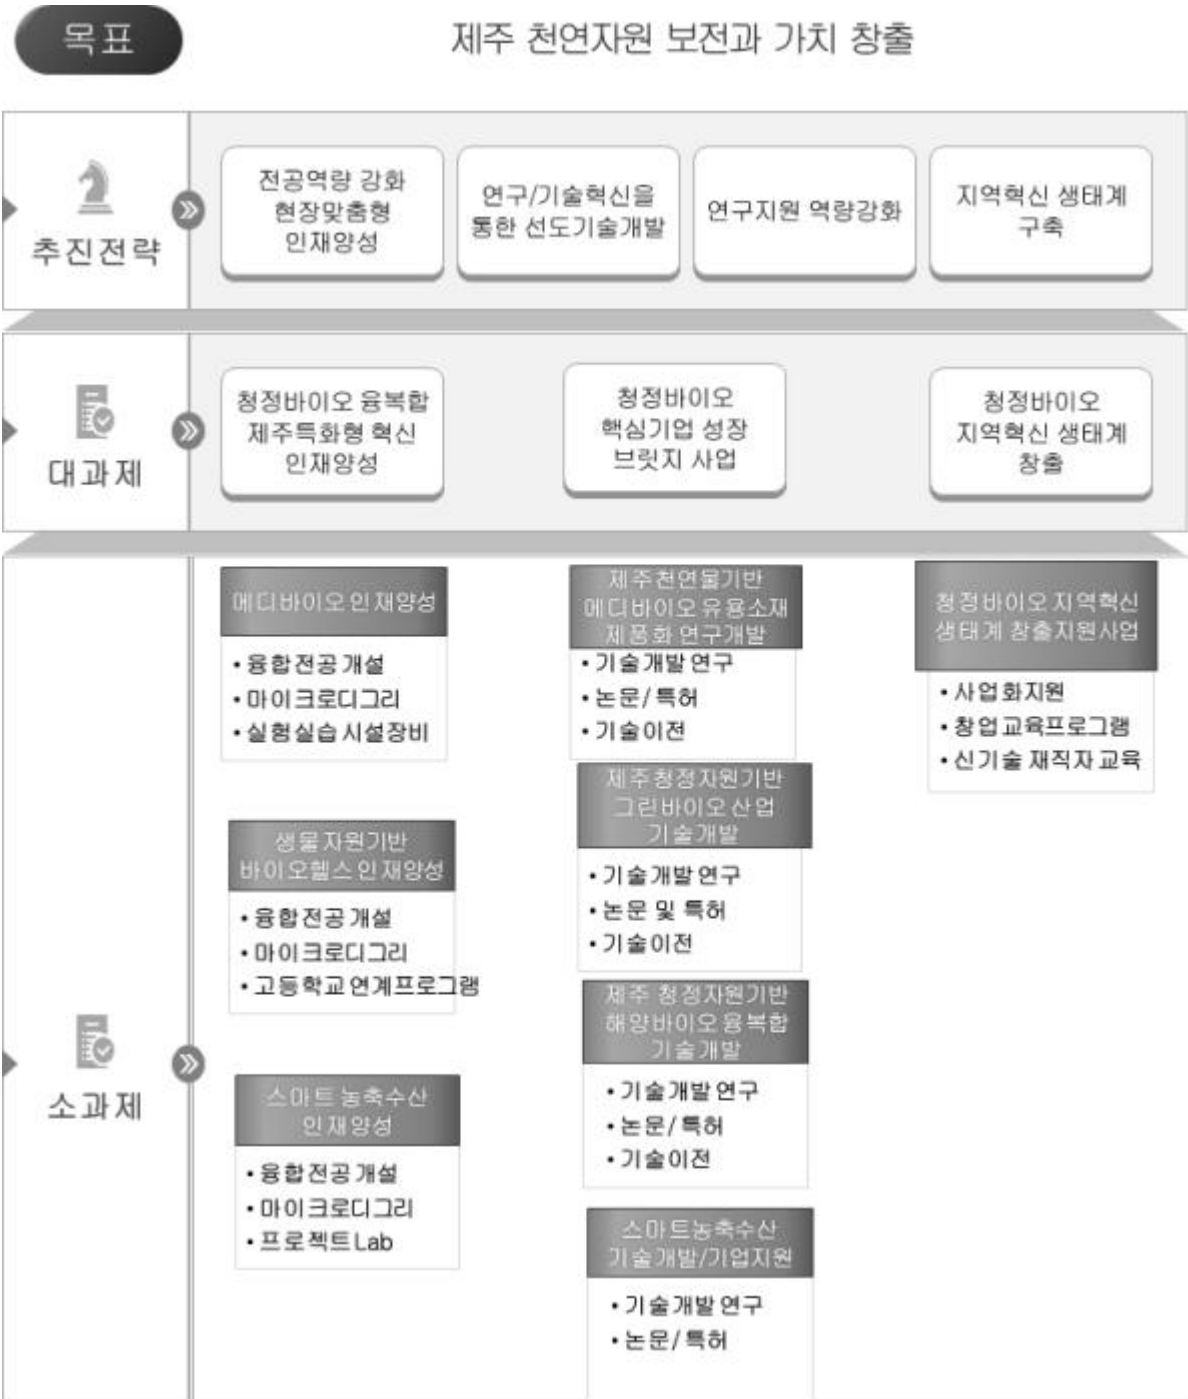 목표
제주 천연자원 보전과 가치 창출
추진전략
전공역량 강화
현장맞춤형
인재양성
연구/기술혁신을
통한 선도기술개발
연구지원 역량강화
지역혁신 생태계
구축
대과제
청정바이오 융복합
제주특화형 혁신
인재양성
청정바이오
핵심기업 성장
브릿지 사업
청정바이오
지역혁신 생태계
창출
소과제
메디바이오 인재양성
• 융합전공 개설
• 마이크로디그리
• 실험실습 시설장비
생물자원기반
바이오헬스 인재양성
• 융합전공 개설
• 마이크로디그리
• 고등학교 연계프로그램
스마트 농축수산
인재양성
• 융합전공 개설
• 마이크로디그리
• 프로젝트 Lab
제주천연물기반
메디바이오 유용소재
제품화 연구개발
• 기술개발 연구
• 논문/ 특허
• 기술이전
제주청정자원기반
그린바이오 산업
기술개발
• 기술개발 연구
• 논문 및 특허
• 기술이전
제주 청정자원기반
해양바이오 융복합
기술개발
• 기술개발 연구
• 논문/ 특허
• 기술이전
스마트농축수산
기술개발/기업지원
• 기술개발 연구
• 논문/ 특허
청정바이오 지역혁신
생태계 창출지원사업
• 사업화지원
• 창업교육프로그램
• 신기술 재직자 교육